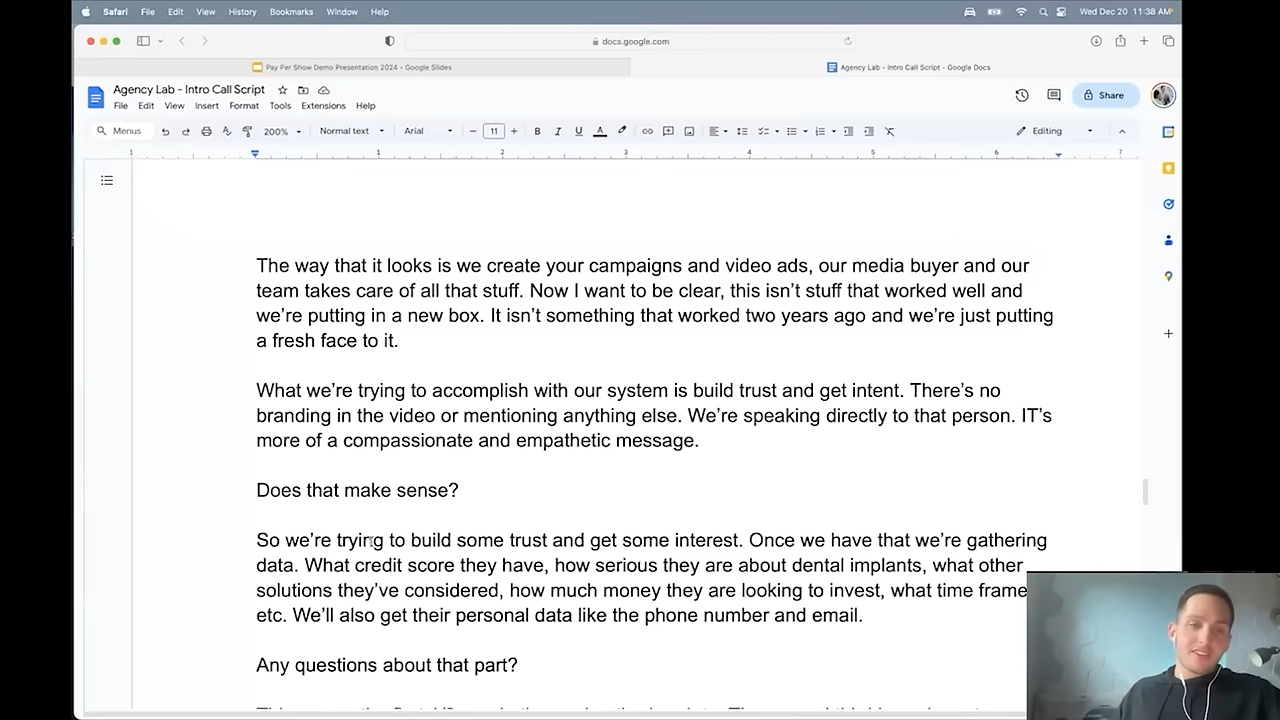 Safari File Edit View History Bookmarks Window Help Wed Dec 20 11:38 AM
docs.google.com
Pay Per Show Demo Presentation 2024 - Google Slides
Agency Lab - Intro Call Script - Google Docs
Agency Lab - Intro Call Script
File Edit View Insert Format Tools Extensions Help
Share
Menus 200% Normal text Arial 11 B I U A Editing
1 1 2 3 4 5 6 7
The way that it looks is we create your campaigns and video ads, our media buyer and our
team takes care of all that stuff. Now I want to be clear, this isn’t stuff that worked well and
we’re putting in a new box. It isn’t something that worked two years ago and we’re just putting
a fresh face to it.
What we’re trying to accomplish with our system is build trust and get intent. There’s no
branding in the video or mentioning anything else. We’re speaking directly to that person. IT’s
more of a compassionate and empathetic message.
Does that make sense?
So we’re trying to build some trust and get some interest. Once we have that we’re gathering
data. What credit score they have, how serious they are about dental implants, what other
solutions they’ve considered, how much money they are looking to invest, what time frame
etc. We’ll also get their personal data like the phone number and email.
Any questions about that part?